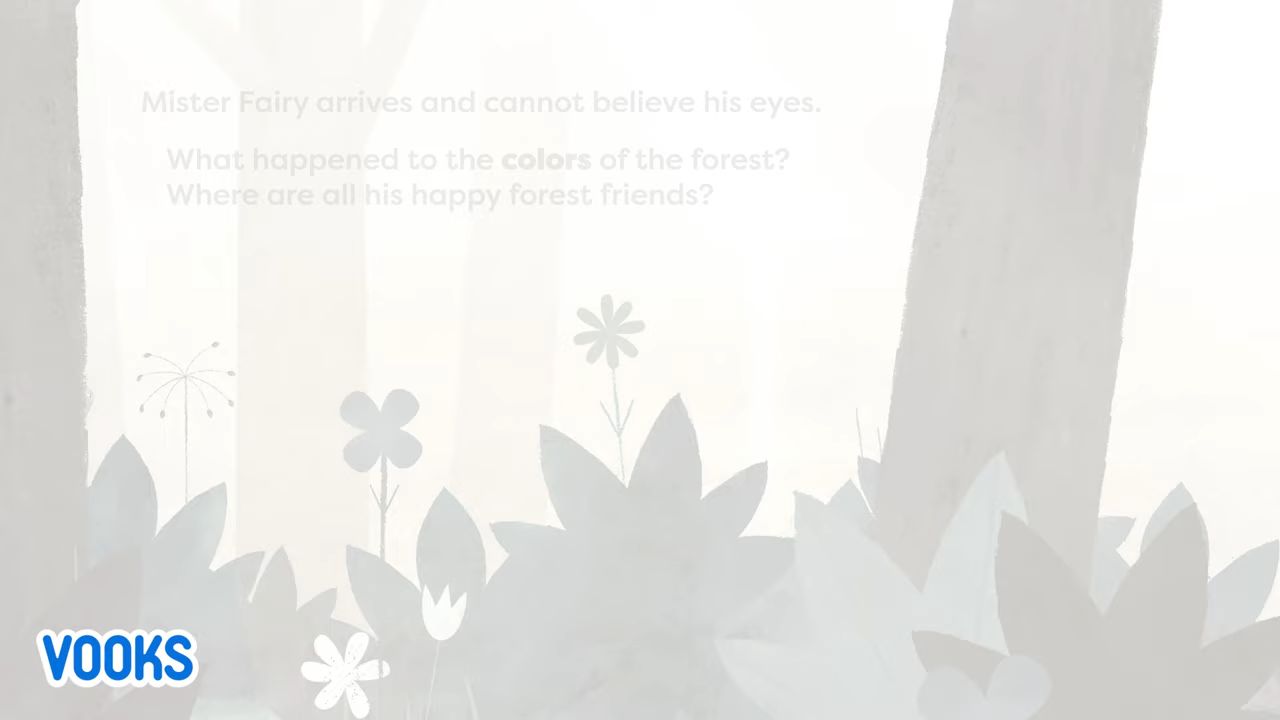 Mister Fairy arrives and cannot believe his eyes.
What happened to the colors of the forest?
Where are all his happy forest friends?
VOOKS